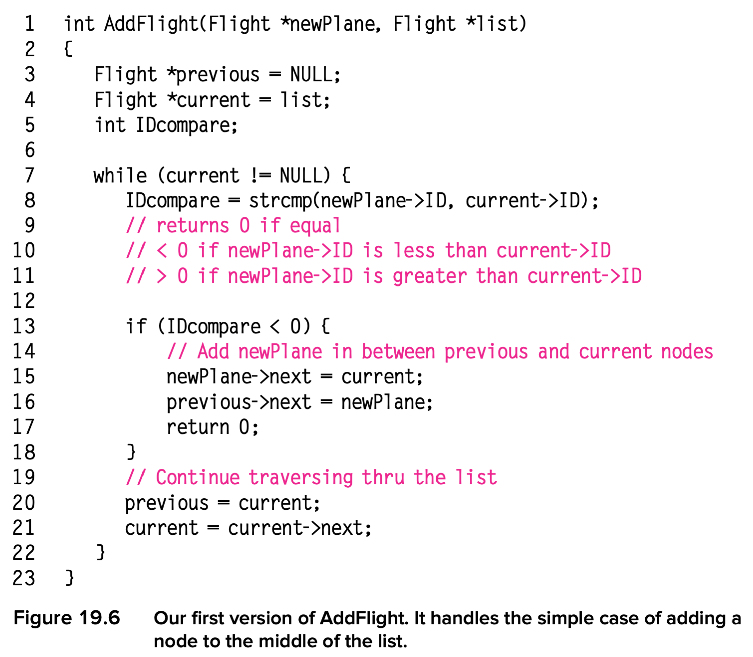 1 int AddFlight(Flight *newPlane, Flight *list)
2 {
3 Flight *previous = NULL;
4 Flight *current = list;
5 int IDcompare;
6
7 while (current != NULL) {
8 IDcompare = strcmp(newPlane->ID, current->ID);
9 // returns 0 if equal
10 // < 0 if newPlane->ID is less than current->ID
11 // > 0 if newPlane->ID is greater than current->ID
12
13 if (IDcompare < 0) {
14 // Add newPlane in between previous and current nodes
15 newPlane->next = current;
16 previous->next = newPlane;
17 return 0;
18 }
19 // Continue traversing thru the list
20 previous = current;
21 current = current->next;
22 }
23 }
Figure 19.6 Our first version of AddFlight. It handles the simple case of adding a
node to the middle of the list.